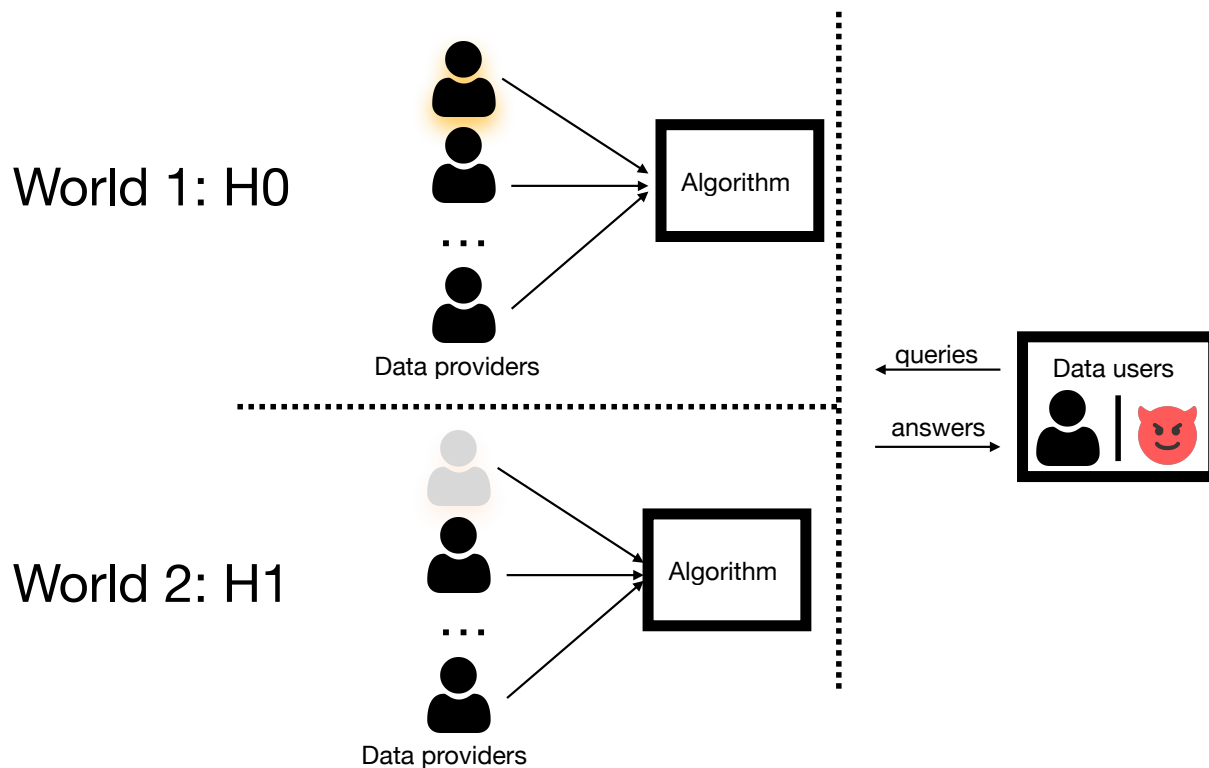 World 1: H0
Algorithm
...
Data providers
queries
Data users
answers
World 2: H1
Algorithm
...
Data providers